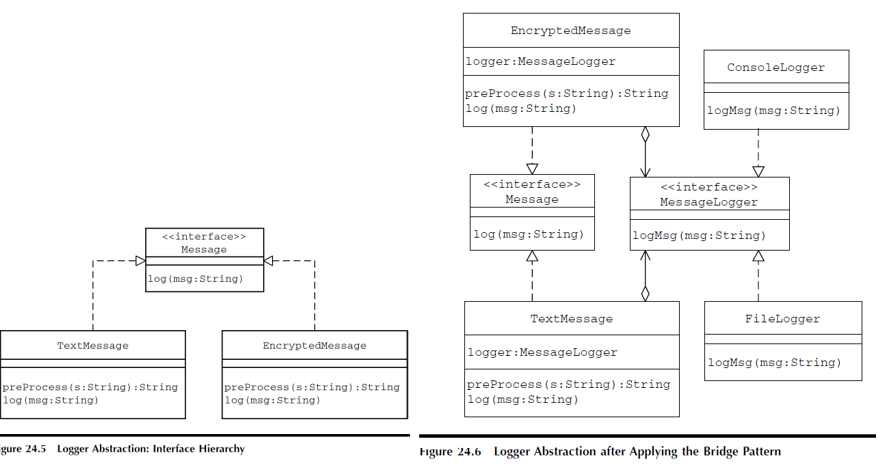 <<interface>>
Message
log(msg:String)
TextMessage
preProcess(s:String):String
log(msg:String)
EncryptedMessage
preProcess(s:String):String
log(msg:String)
gure 24.5 Logger Abstraction: Interface Hierarchy
EncryptedMessage
logger:MessageLogger
preProcess(s:String):String
log(msg:String)
ConsoleLogger
logMsg(msg:String)
<<interface>>
Message
log(msg:String)
<<interface>>
MessageLogger
logMsg(msg:String)
TextMessage
logger:MessageLogger
preProcess(s:String):String
log(msg:String)
FileLogger
logMsg(msg:String)
Figure 24.6 Logger Abstraction after Applying the Bridge Pattern